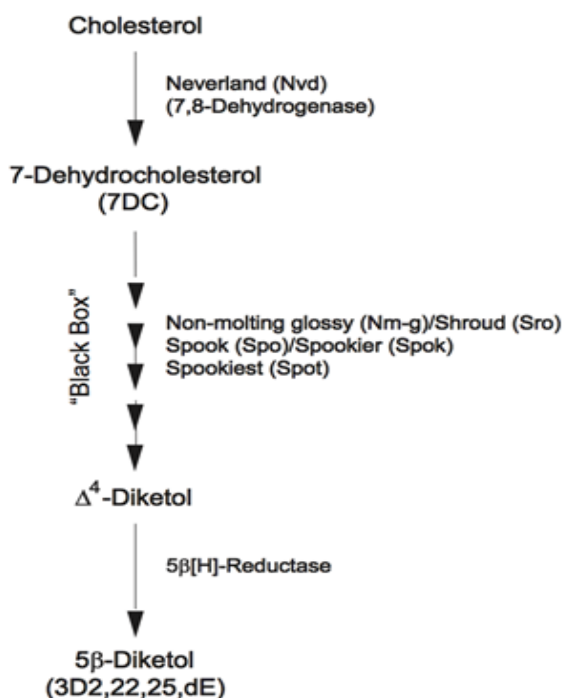 Cholesterol
Neverland (Nvd)
(7,8-Dehydrogenase)
7-Dehydrocholesterol
(7DC)
"Black Box"
Non-molting glossy (Nm-g)/Shroud (Sro)
Spook (Spo)/Spookier (Spok)
Spookiest (Spot)
Δ⁴-Diketol
5β[H]-Reductase
5β-Diketol
(3D2,22,25,dE)